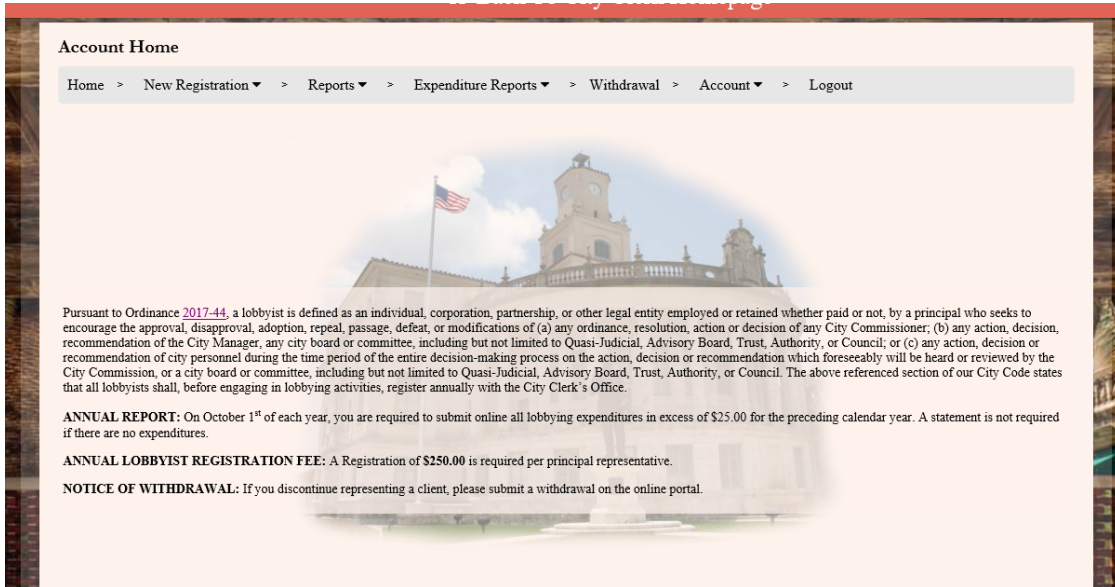 City Clerk Homepage
Account Home
Home > New Registration > Reports > Expenditure Reports > Withdrawal > Account > Logout
Pursuant to Ordinance 2017-44, a lobbyist is defined as an individual, corporation, partnership, or other legal entity employed or retained whether paid or not, by a principal who seeks to
encourage the approval, disapproval, adoption, repeal, passage, defeat, or modifications of (a) any ordinance, resolution, action or decision of any City Commissioner; (b) any action, decision,
recommendation of the City Manager, any city board or committee, including but not limited to Quasi-Judicial, Advisory Board, Trust, Authority, or Council; or (c) any action, decision or
recommendation of city personnel during the time period of the entire decision-making process on the action, decision or recommendation which foreseeably will be heard or reviewed by the
City Commission, or a city board or committee, including but not limited to Quasi-Judicial, Advisory Board, Trust, Authority, or Council. The above referenced section of our City Code states
that all lobbyists shall, before engaging in lobbying activities, register annually with the City Clerk's Office.
ANNUAL REPORT: On October 1st of each year, you are required to submit online all lobbying expenditures in excess of $25.00 for the preceding calendar year. A statement is not required
if there are no expenditures.
ANNUAL LOBBYIST REGISTRATION FEE: A Registration of $250.00 is required per principal representative.
NOTICE OF WITHDRAWAL: If you discontinue representing a client, please submit a withdrawal on the online portal.